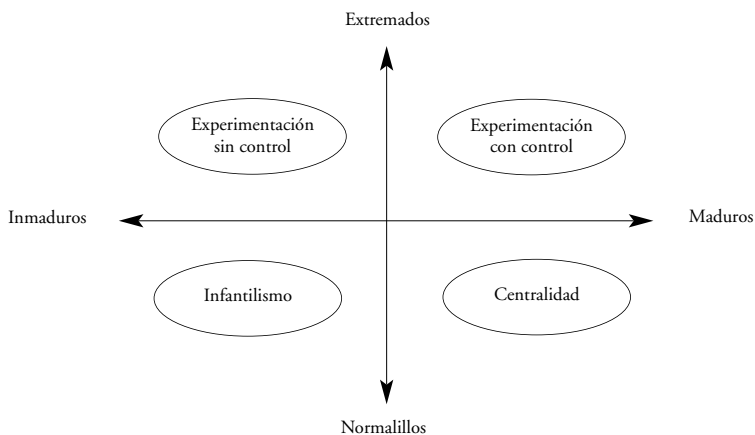 Extremados
Experimentación
sin control
Experimentación
con control
Inmaduros
Maduros
Infantilismo
Centralidad
Normalillos